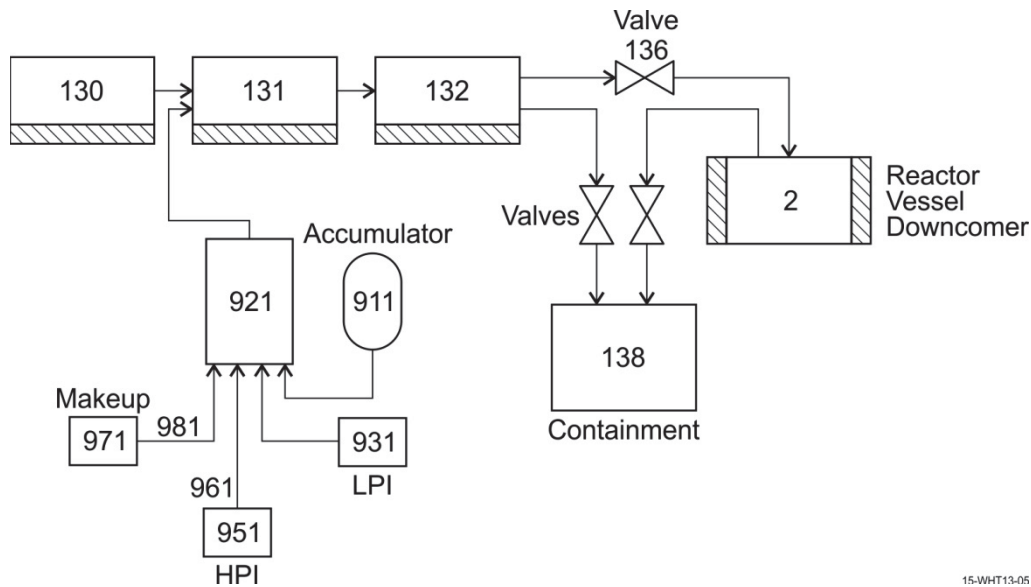 Valve
136
130
131
132
Valves
2
Reactor
Vessel
Downcomer
Accumulator
921
911
138
Containment
Makeup
971
981
931
LPI
961
951
HPI
15-WHT13-05